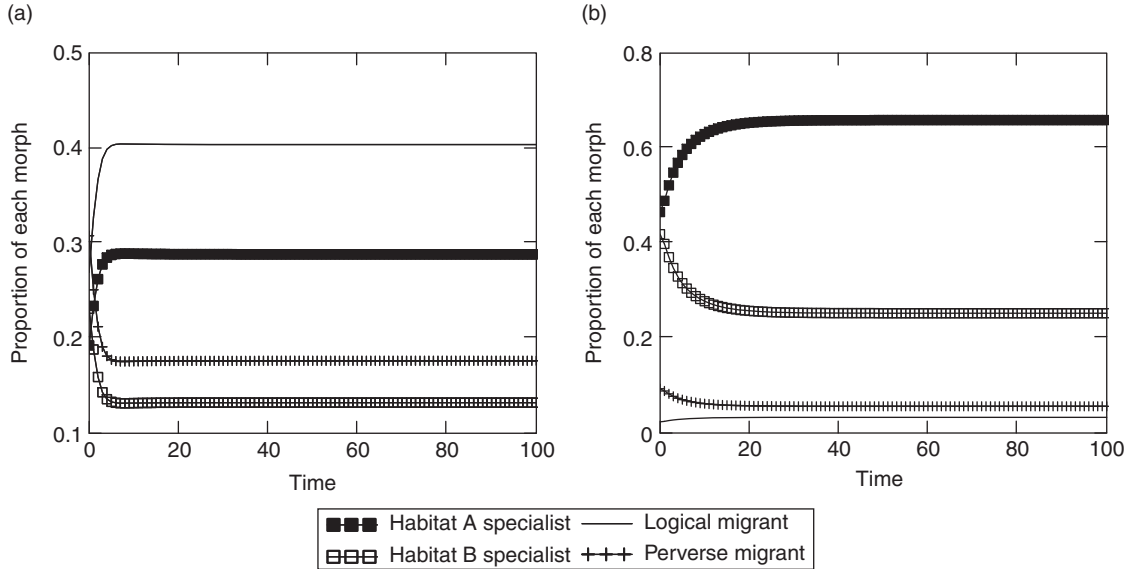 (a)
(b)
Proportion of each morph
0.5
0.4
0.3
0.2
0.1
0 20 40 60 80 100
Time
Proportion of each morph
0.8
0.6
0.4
0.2
0
0 20 40 60 80 100
Time
Habitat A specialist
Logical migrant
Habitat B specialist
Perverse migrant